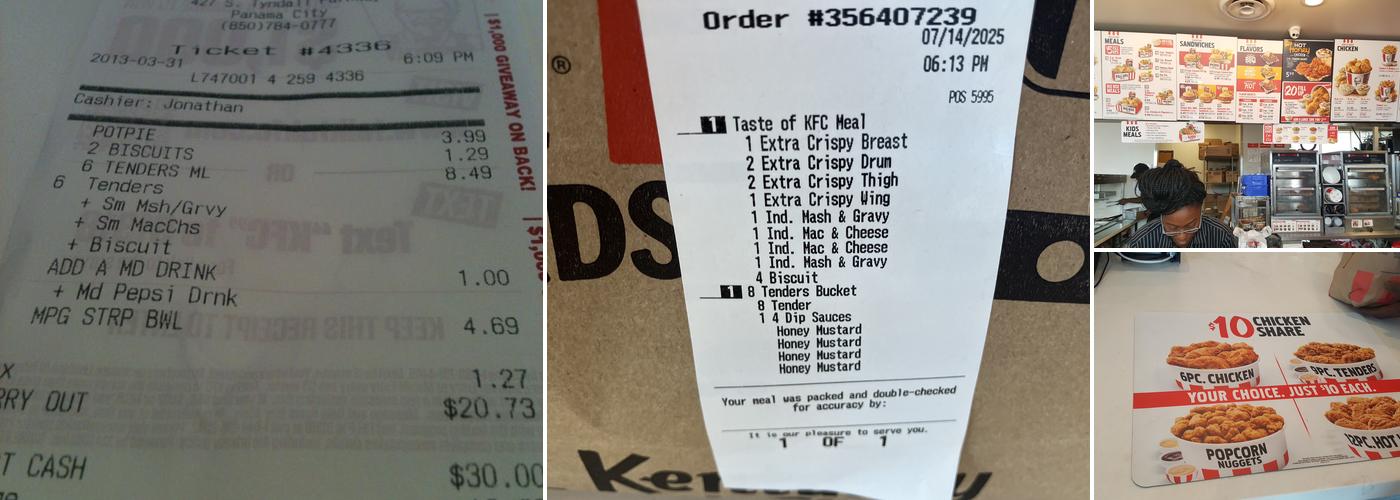 Panama City
(850)784-0777
Ticket #4336
2013-03-31 6:09 PM
L747001 4 259 4336
Cashier: Jonathan
POTPIE 3.99
2 BISCUITS 1.29
6 TENDERS ML 8.49
6 Tenders
+ Sm Msh/Grvy
+ Sm MacChs
+ Biscuit
ADD A MD DRINK 1.00
+ Md Pepsi Drnk
MPG STRP BWL 4.69
1.27
OUT $20.73
CASH $30.00
| $1,000 GIVEAWAY ON BACK!
Order #356407239
07/14/2025
06:13 PM
POS 5995
1 Taste of KFC Meal
1 Extra Crispy Breast
2 Extra Crispy Drum
2 Extra Crispy Thigh
1 Extra Crispy Wing
1 Ind. Mash & Gravy
1 Ind. Mac & Cheese
1 Ind. Mac & Cheese
1 Ind. Mash & Gravy
4 Biscuit
1 8 Tenders Bucket
8 Tender
1 4 Dip Sauces
Honey Mustard
Honey Mustard
Honey Mustard
Honey Mustard
Your meal was packed and double-checked
for accuracy by:
It is our pleasure to serve you.
1 OF 1
®
DS
MEALS
SANDWICHES
FLAVORS
HOT
Honey
CHICKEN
20
KIDS
MEALS
$10 CHICKEN
SHARE
6PC. CHICKEN
9PC. TENDERS
YOUR CHOICE. JUST $10 EACH.
POPCORN
NUGGETS
12PC. HOT